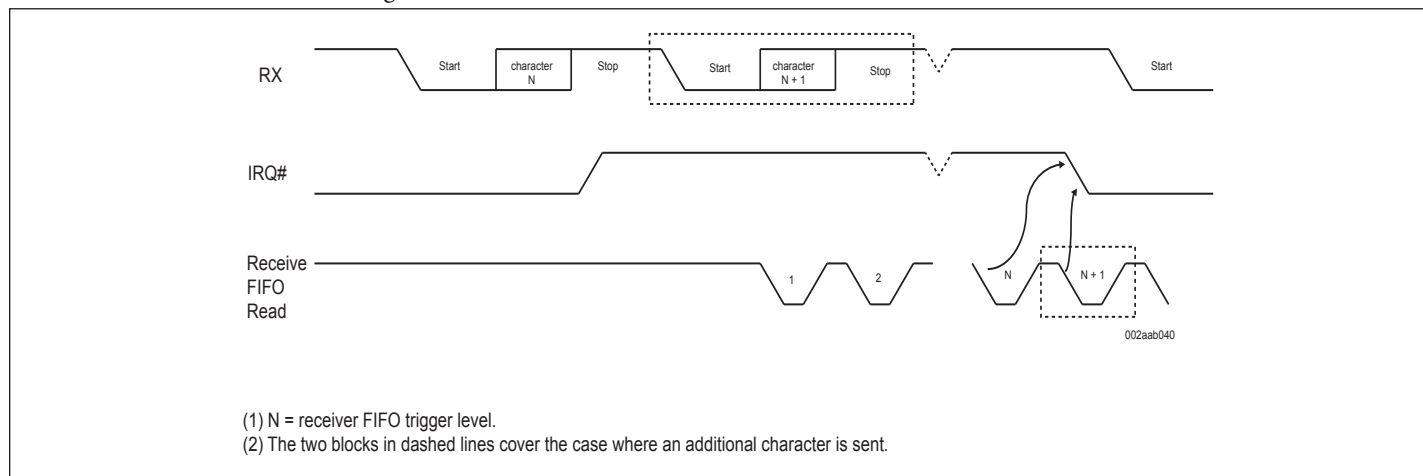 RX
Start
character
N
Stop
Start
character
N + 1
Stop
Start
IRQ#
Receive
FIFO
Read
1
2
N
N + 1
002aab040
(1) N = receiver FIFO trigger level.
(2) The two blocks in dashed lines cover the case where an additional character is sent.